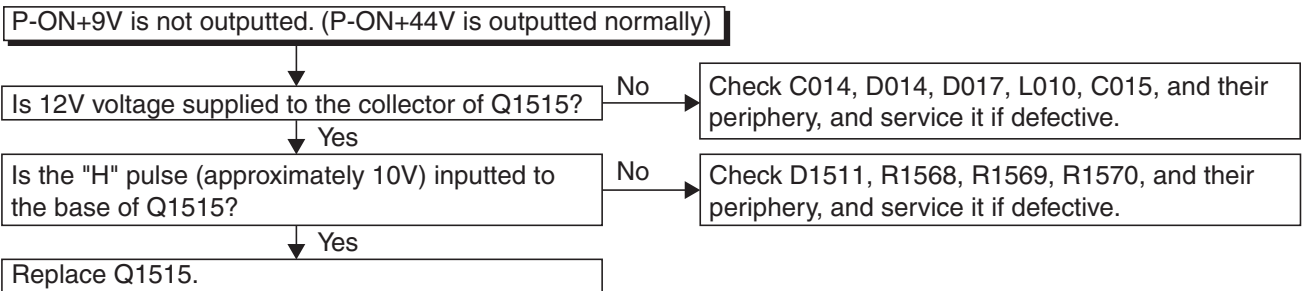 P-ON+9V is not outputted. (P-ON+44V is outputted normally)
Is 12V voltage supplied to the collector of Q1515?
No
Check C014, D014, D017, L010, C015, and their
periphery, and service it if defective.
Yes
Is the "H" pulse (approximately 10V) inputted to
the base of Q1515?
No
Check D1511, R1568, R1569, R1570, and their
periphery, and service it if defective.
Yes
Replace Q1515.